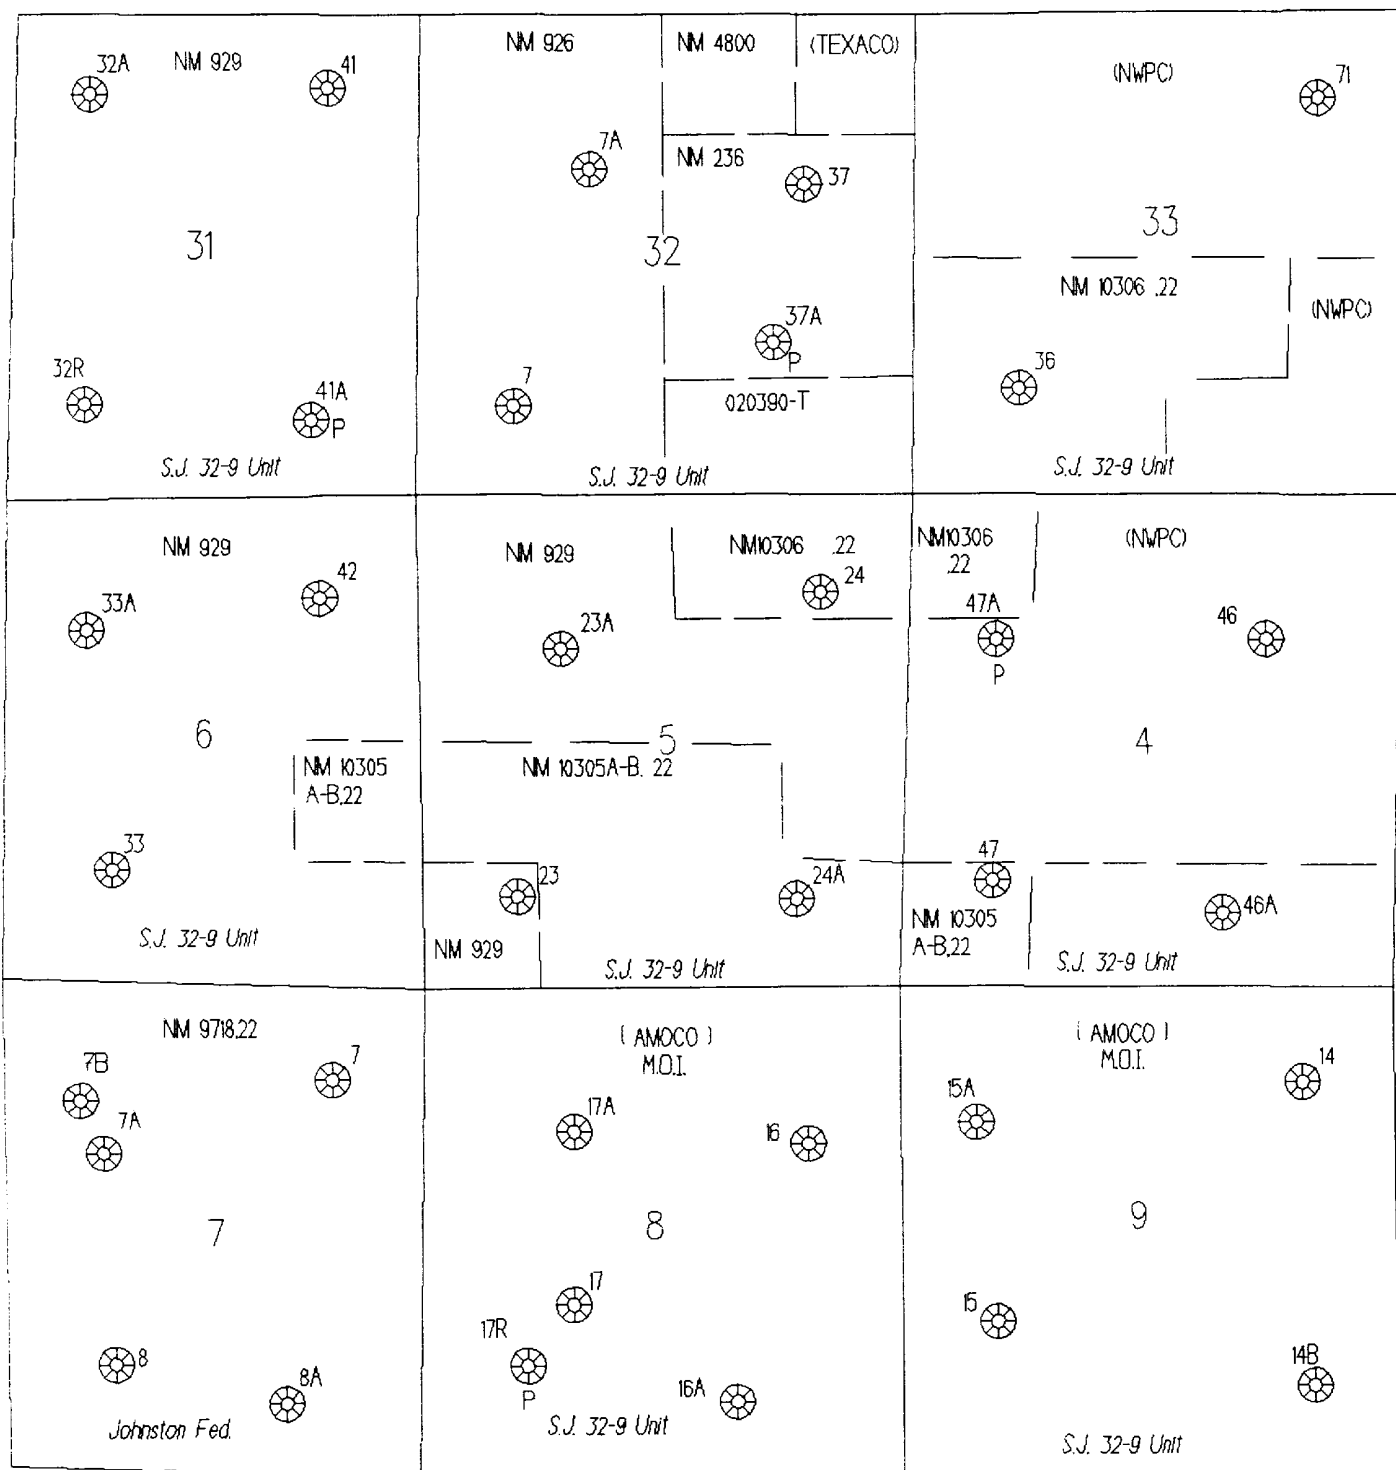 32A
NM 929
41
31
32R
41A
P
S.J. 32-9 Unit
NM 926
NM 4800
(TEXACO)
7A
NM 236
37
32
37A
P
7
020390-T
S.J. 32-9 Unit
(NWPC)
71
33
NM 10306 .22
(NWPC)
36
S.J. 32-9 Unit
NM 929
42
33A
6
NM 10305
A-B.22
33
S.J. 32-9 Unit
NM 929
NM10306 .22
24
23A
5
NM 10305A-B. 22
23
24A
NM 929
S.J. 32-9 Unit
NM10306
.22
(NWPC)
47A
P
46
4
47
NM 10305
A-B.22
46A
S.J. 32-9 Unit
NM 9718.22
7B
7
7A
7
8
8A
Johnston Fed.
( AMOCO )
M.O.I.
17A
16
8
17
17R
P
16A
S.J. 32-9 Unit
( AMOCO )
M.O.I.
14
15A
9
15
14B
S.J. 32-9 Unit